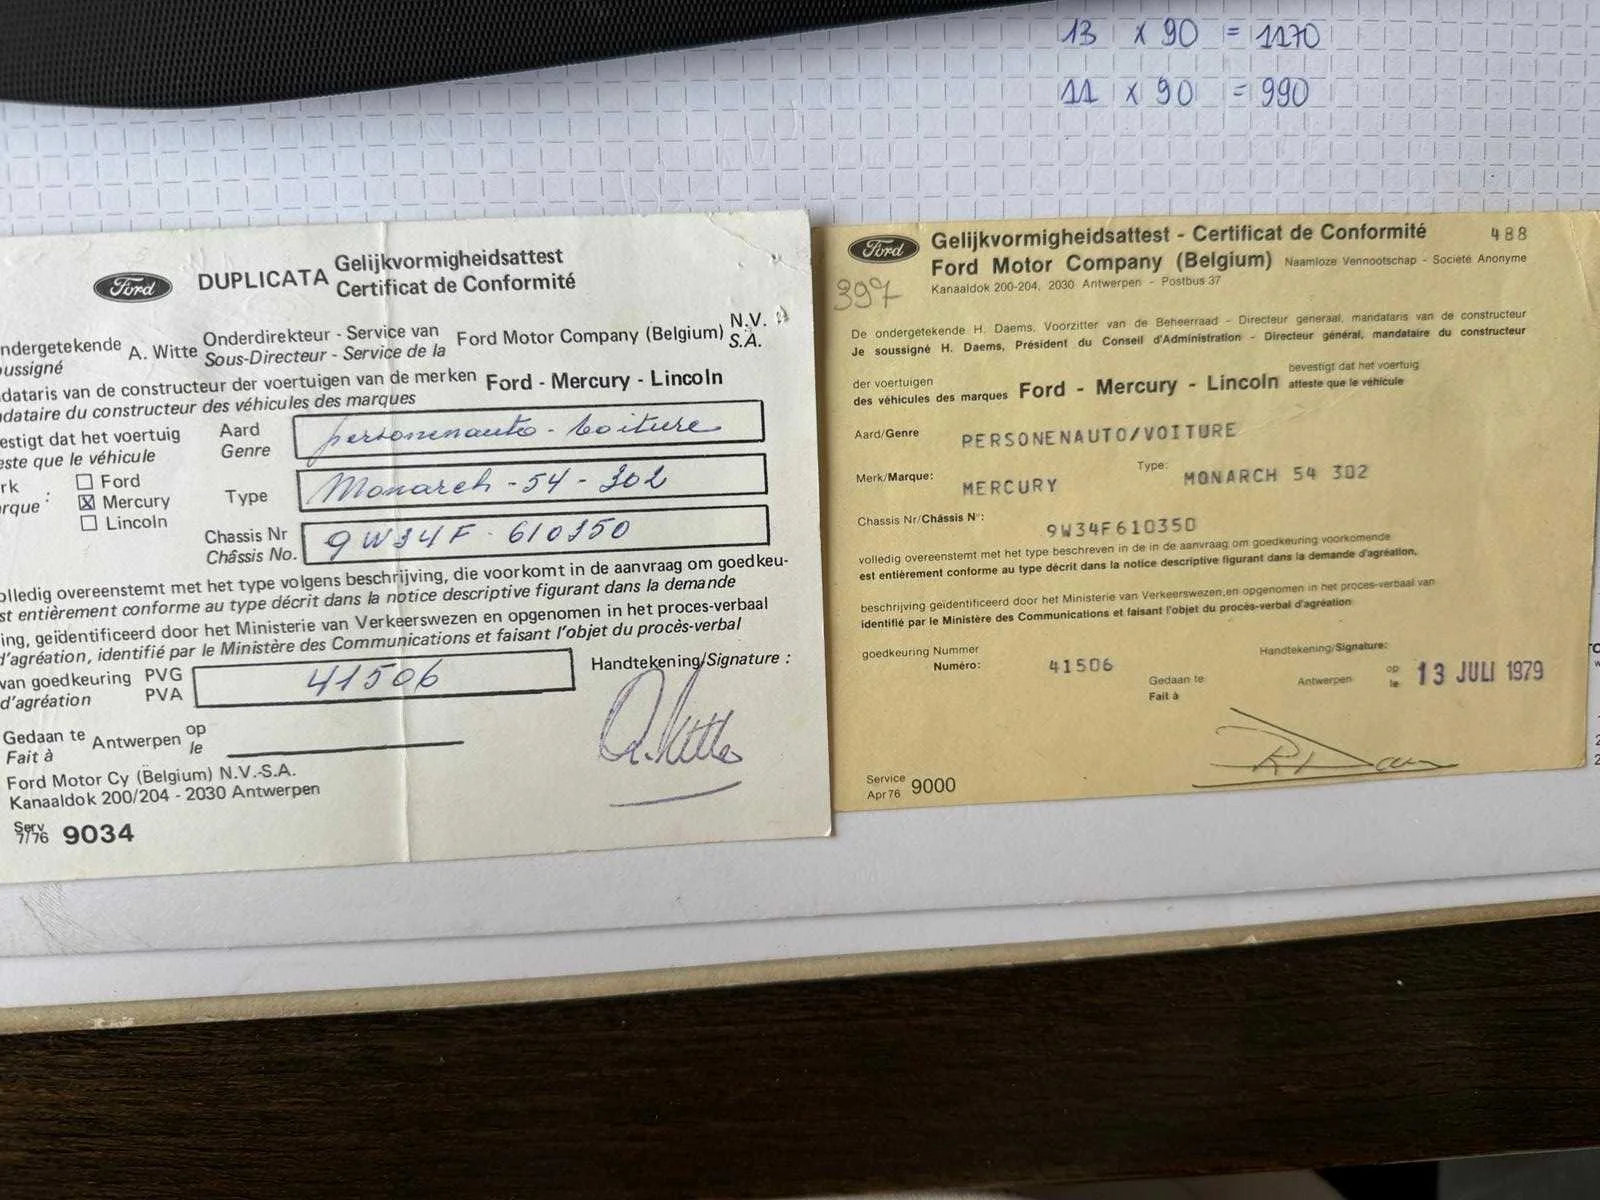 13 x 90 = 1170
11 x 90 = 990
Ford DUPLICATA Gelijkvormigheidsattest
Certificat de Conformité
ndergetekende A. Witte Onderdirekteur - Service van Ford Motor Company (Belgium) N.V.
oussigné Sous-Directeur - Service de la S.A.
dataris van de constructeur der voertuigen van de merken Ford - Mercury - Lincoln
dataire du constructeur des véhicules des marques
estigt dat het voertuig Aard personenauto - voiture
este que le véhicule Genre
rk Ford
rque : Mercury Type Monarch - 54 - 302
Lincoln
Chassis Nr 9W34F - 610350
Châssis No.
olledig overeenstemt met het type volgens beschrijving, die voorkomt in de aanvraag om goedkeu-
st entièrement conforme au type décrit dans la notice descriptive figurant dans la demande
ing, geïdentificeerd door het Ministerie van Verkeerswezen en opgenomen in het proces-verbaal
d'agréation, identifié par le Ministère des Communications et faisant l'objet du procès-verbal
van goedkeuring PVG 41506 Handtekening/Signature :
d'agréation PVA
Gedaan te Antwerpen op
Fait à le
A. Witte
Ford Motor Cy (Belgium) N.V.-S.A.
Kanaaldok 200/204 - 2030 Antwerpen
Serv
7/76 9034
Ford Gelijkvormigheidsattest - Certificat de Conformité 488
Ford Motor Company (Belgium) Naamloze Vennootschap - Société Anonyme
397 Kanaaldok 200-204, 2030 Antwerpen - Postbus 37
De ondergetekende H. Daems, Voorzitter van de Beheerraad - Directeur generaal, mandataris van de constructeur
Je soussigné H. Daems, Président du Conseil d'Administration - Directeur général, mandataire du constructeur
der voertuigen Ford - Mercury - Lincoln bevestigt dat het voertuig
des véhicules des marques atteste que le véhicule
Aard/Genre PERSONENAUTO/VOITURE
Merk/Marque: MERCURY Type: MONARCH 54 302
Chassis Nr/Châssis N°: 9W34F610350
volledig overeenstemt met het type beschreven in de in de aanvraag om goedkeuring voorkomende
est entièrement conforme au type décrit dans la notice descriptive figurant dans la demande d'agréation,
beschrijving geïdentificeerd door het Ministerie van Verkeerswezen,en opgenomen in het proces-verbaal van
identifié par le Ministère des Communications et faisant l'objet du procès-verbal d'agréation
goedkeuring Nummer Handtekening/Signature:
Numéro: 41506
Gedaan te Antwerpen op 13 JULI 1979
Fait à le
Service
Apr 76 9000